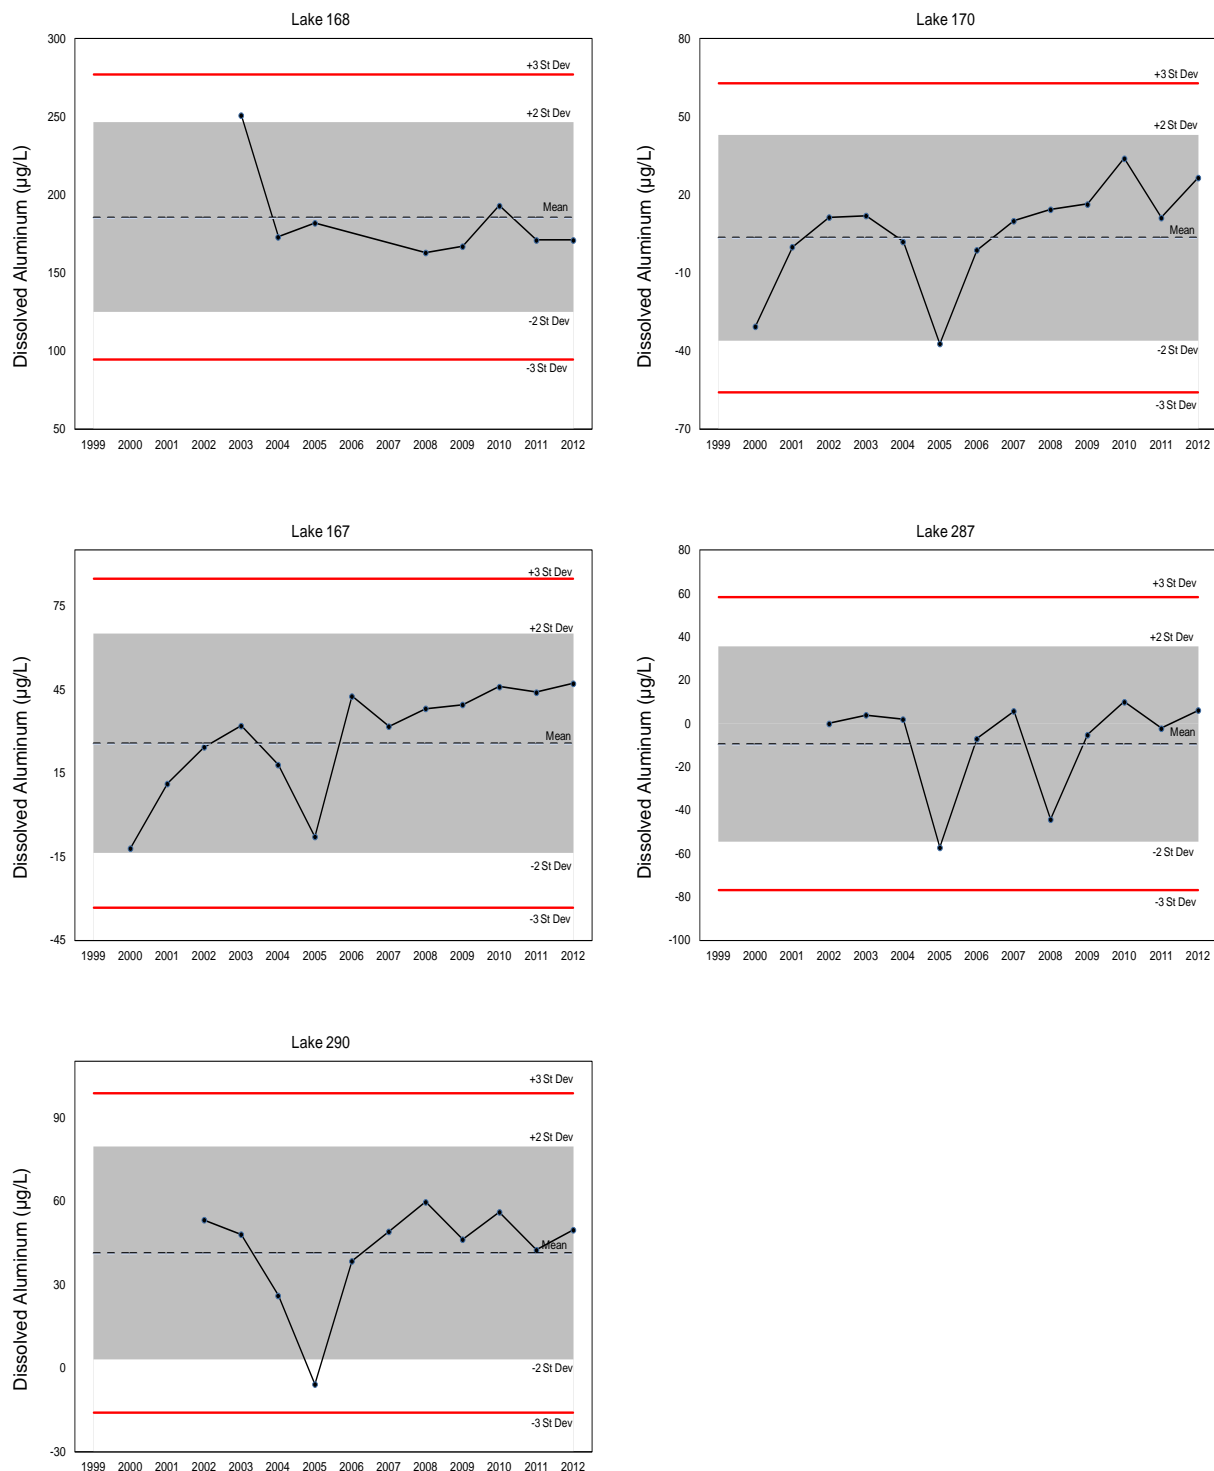 Lake 168
Dissolved Aluminum (µg/L)
300
250
200
150
100
50
+3 St Dev
+2 St Dev
Mean
-2 St Dev
-3 St Dev
1999 2000 2001 2002 2003 2004 2005 2006 2007 2008 2009 2010 2011 2012
Lake 170
Dissolved Aluminum (µg/L)
80
50
20
-10
-40
-70
+3 St Dev
+2 St Dev
Mean
-2 St Dev
-3 St Dev
1999 2000 2001 2002 2003 2004 2005 2006 2007 2008 2009 2010 2011 2012
Lake 167
Dissolved Aluminum (µg/L)
75
45
15
-15
-45
+3 St Dev
+2 St Dev
Mean
-2 St Dev
-3 St Dev
1999 2000 2001 2002 2003 2004 2005 2006 2007 2008 2009 2010 2011 2012
Lake 287
Dissolved Aluminum (µg/L)
80
60
40
20
0
-20
-40
-60
-80
-100
+3 St Dev
+2 St Dev
Mean
-2 St Dev
-3 St Dev
1999 2000 2001 2002 2003 2004 2005 2006 2007 2008 2009 2010 2011 2012
Lake 290
Dissolved Aluminum (µg/L)
90
60
30
0
-30
+3 St Dev
+2 St Dev
Mean
-2 St Dev
-3 St Dev
1999 2000 2001 2002 2003 2004 2005 2006 2007 2008 2009 2010 2011 2012